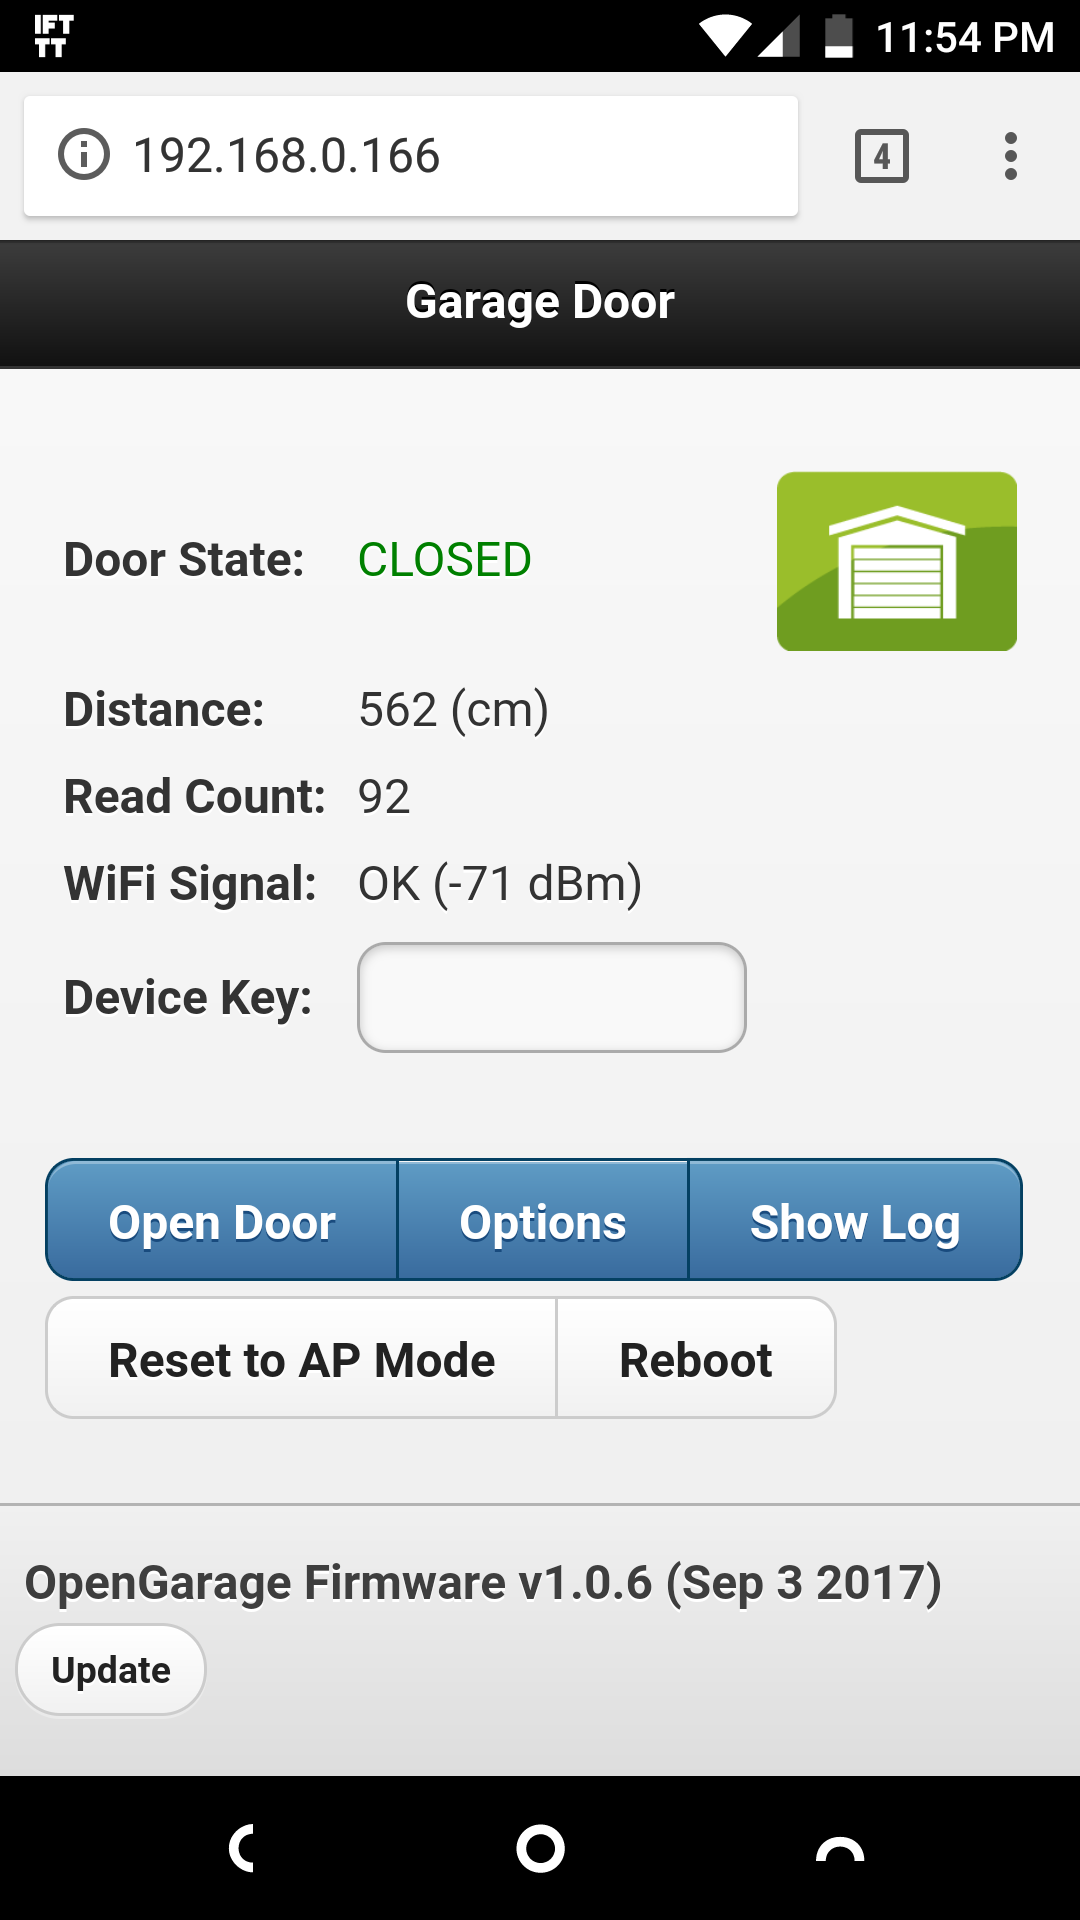 IFTTT 11:54 PM
192.168.0.166 4
Garage Door
Door State: CLOSED
Distance: 562 (cm)
Read Count: 92
WiFi Signal: OK (-71 dBm)
Device Key:
Open Door Options Show Log
Reset to AP Mode Reboot
OpenGarage Firmware v1.0.6 (Sep 3 2017)
Update